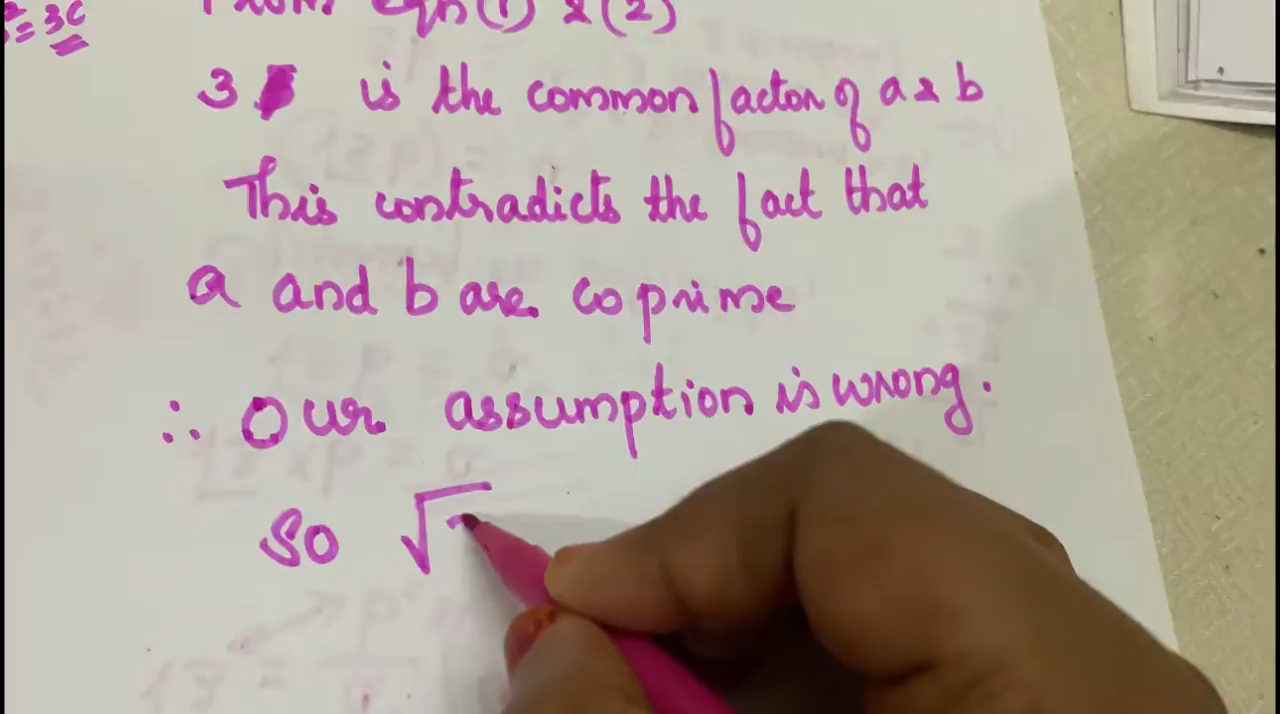 = 3c
From eqn (1) & (2)
3 is the common factor of a & b
This contradicts the fact that
a and b are coprime
∴ Our assumption is wrong.
So √